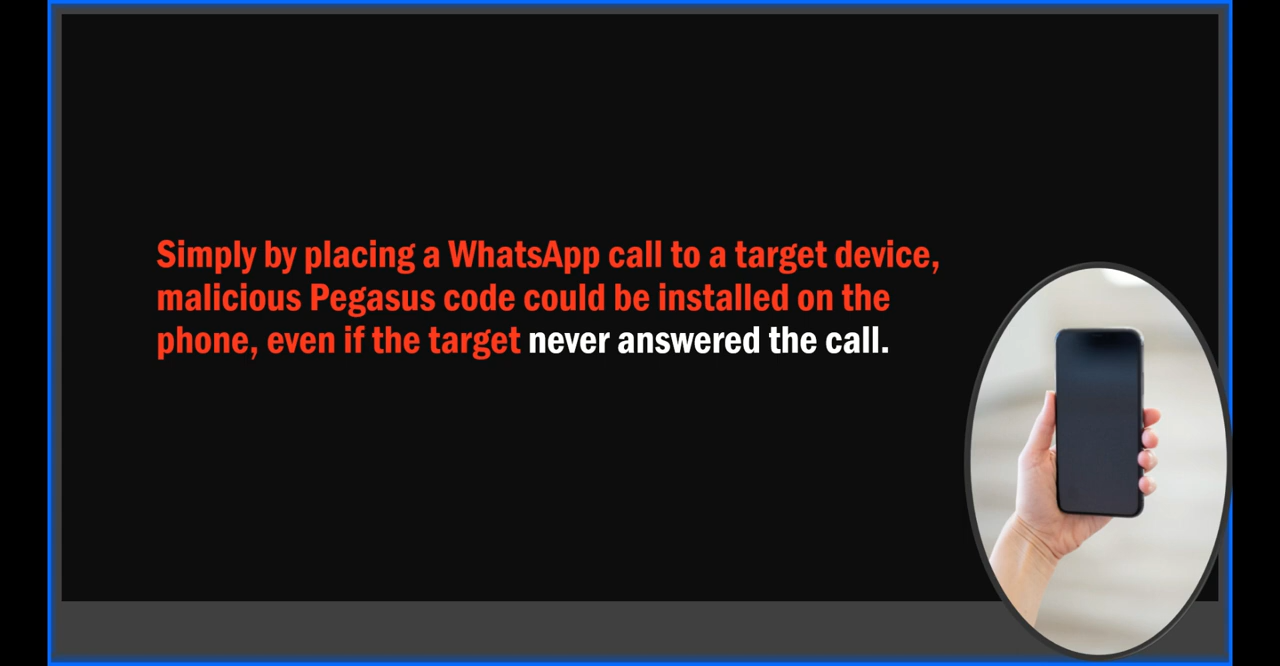 Simply by placing a WhatsApp call to a target device,
malicious Pegasus code could be installed on the
phone, even if the target never answered the call.